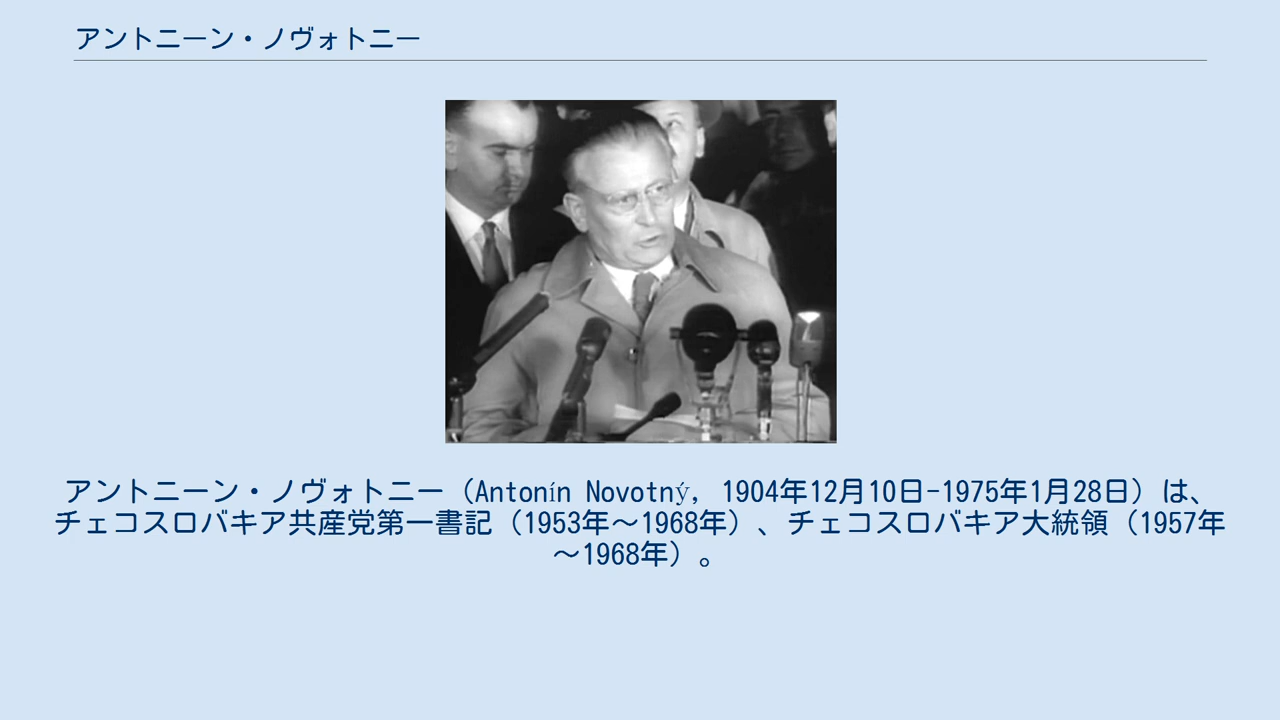 アントニーン・ノヴォトニー
アントニーン・ノヴォトニー（Antonín Novotný, 1904年12月10日-1975年1月28日）は、
チェコスロバキア共産党第一書記（1953年～1968年）、チェコスロバキア大統領（1957年
～1968年）。